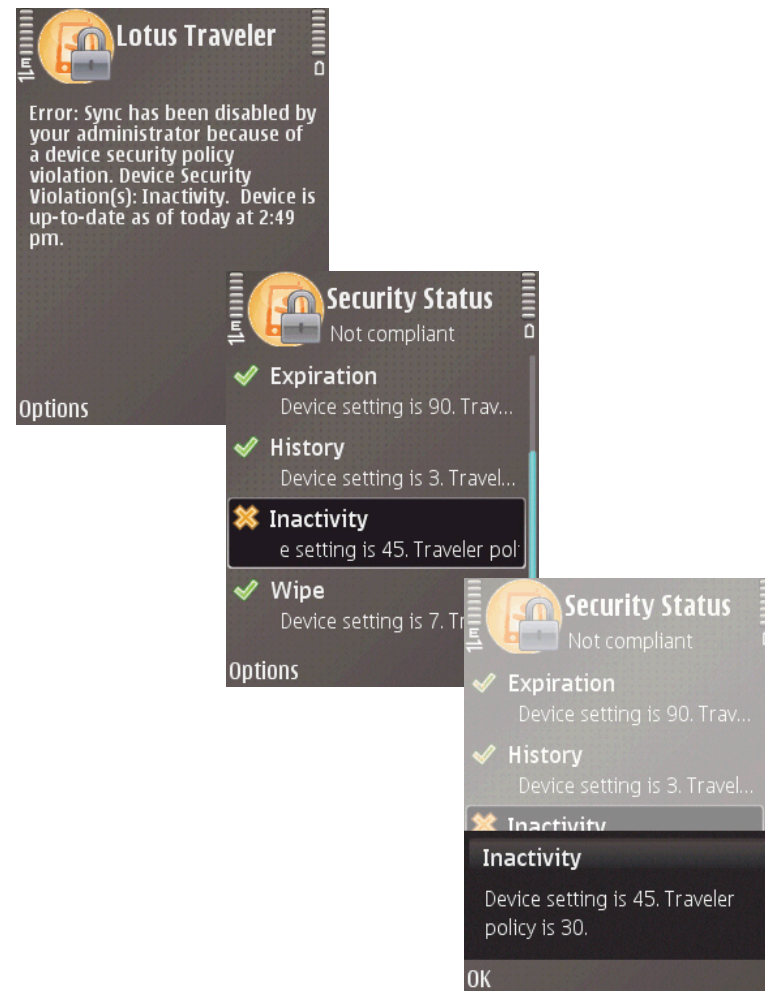 Lotus Traveler
E
Error: Sync has been disabled by
your administrator because of
a device security policy
violation. Device Security
Violation(s): Inactivity.  Device is
up-to-date as of today at 2:49
pm.
Options
Security Status
E
Not compliant
Expiration
Device setting is 90. Trav...
History
Device setting is 3. Travel...
Inactivity
e setting is 45. Traveler pol
Wipe
Device setting is 7. Tr
Options
Security Status
E
Not compliant
Expiration
Device setting is 90. Trav...
History
Device setting is 3. Travel...
Inactivity
Inactivity
Device setting is 45. Traveler
policy is 30.
OK